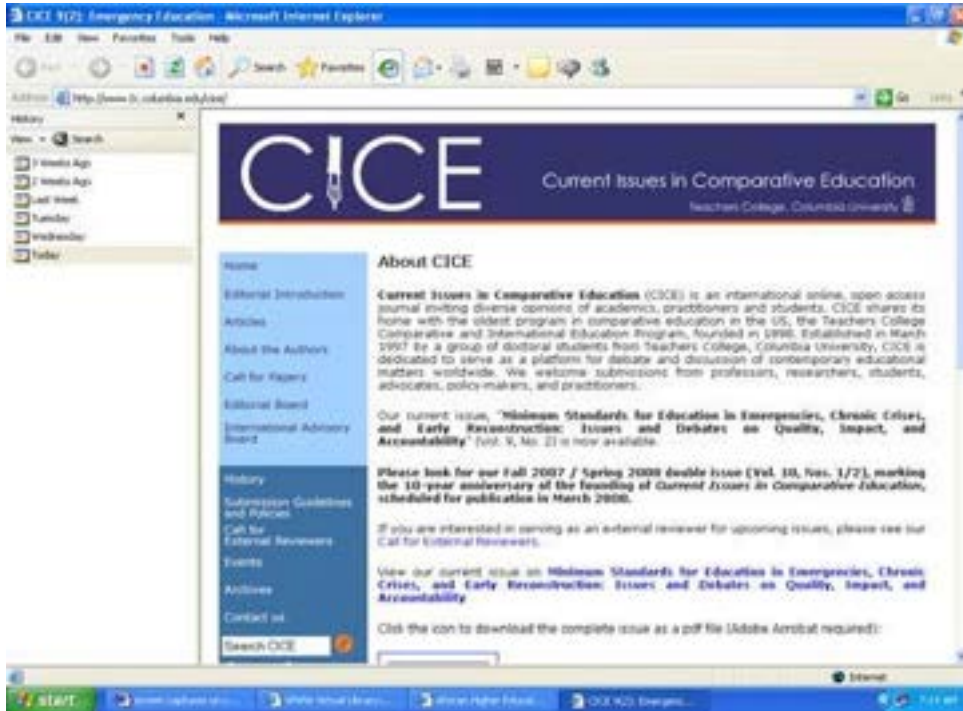 CICE 9(2): Emergency Education - Microsoft Internet Explorer
File Edit View Favorites Tools Help
Search Favorites
Address http://www.tc.columbia.edu/cice/
Go
History
View Search
3 Weeks Ago
2 Weeks Ago
Last Week
Tuesday
Wednesday
Today
CICE
Current Issues in Comparative Education
Teachers College, Columbia University
Home
Editorial Introduction
Articles
About the Authors
Call for Papers
Editorial Board
International Advisory
Board
History
Submission Guidelines
and Policies
Call for
External Reviewers
Events
Archives
Contact us
Search CICE
About CICE
Current Issues in Comparative Education (CICE) is an international online, open access
journal inviting diverse opinions of academics, practitioners and students. CICE shares its
home with the oldest program in comparative education in the US, the Teachers College
Comparative and International Education Program, founded in 1898. Established in March
1997 by a group of doctoral students from Teachers College, Columbia University, CICE is
dedicated to serve as a platform for debate and discussion of contemporary educational
matters worldwide. We welcome submissions from professors, researchers, students,
advocates, policy-makers, and practitioners.
Our current issue, "Minimum Standards for Education in Emergencies, Chronic Crises,
and Early Reconstruction: Issues and Debates on Quality, Impact, and
Accountability" (Vol. 9, No. 2) is now available.
Please look for our Fall 2007 / Spring 2008 double issue (Vol. 10, Nos. 1/2), marking
the 10-year anniversary of the founding of Current Issues in Comparative Education,
scheduled for publication in March 2008.
If you are interested in serving as an external reviewer for upcoming issues, please see our
Call for External Reviewers.
View our current issue on Minimum Standards for Education in Emergencies, Chronic
Crises, and Early Reconstruction: Issues and Debates on Quality, Impact, and
Accountability
Click the icon to download the complete issue as a pdf file (Adobe Acrobat required):
Internet
start
CICE 9(2): Emergenc...